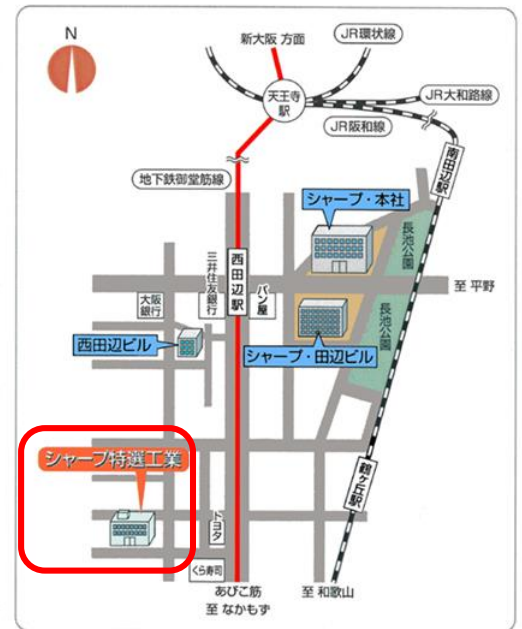 N
新大阪 方面
JR環状線
天王寺
駅
JR大和路線
JR阪和線
南田辺駅
地下鉄御堂筋線
シャープ・本社
長池公園
西田辺駅
三井住友銀行
パン屋
至 平野
大阪
銀行
長池公園
西田辺ビル
シャープ・田辺ビル
シャープ特選工業
鶴ヶ丘駅
トヨタ
くら寿司
あびこ筋
至 なかもず
至 和歌山